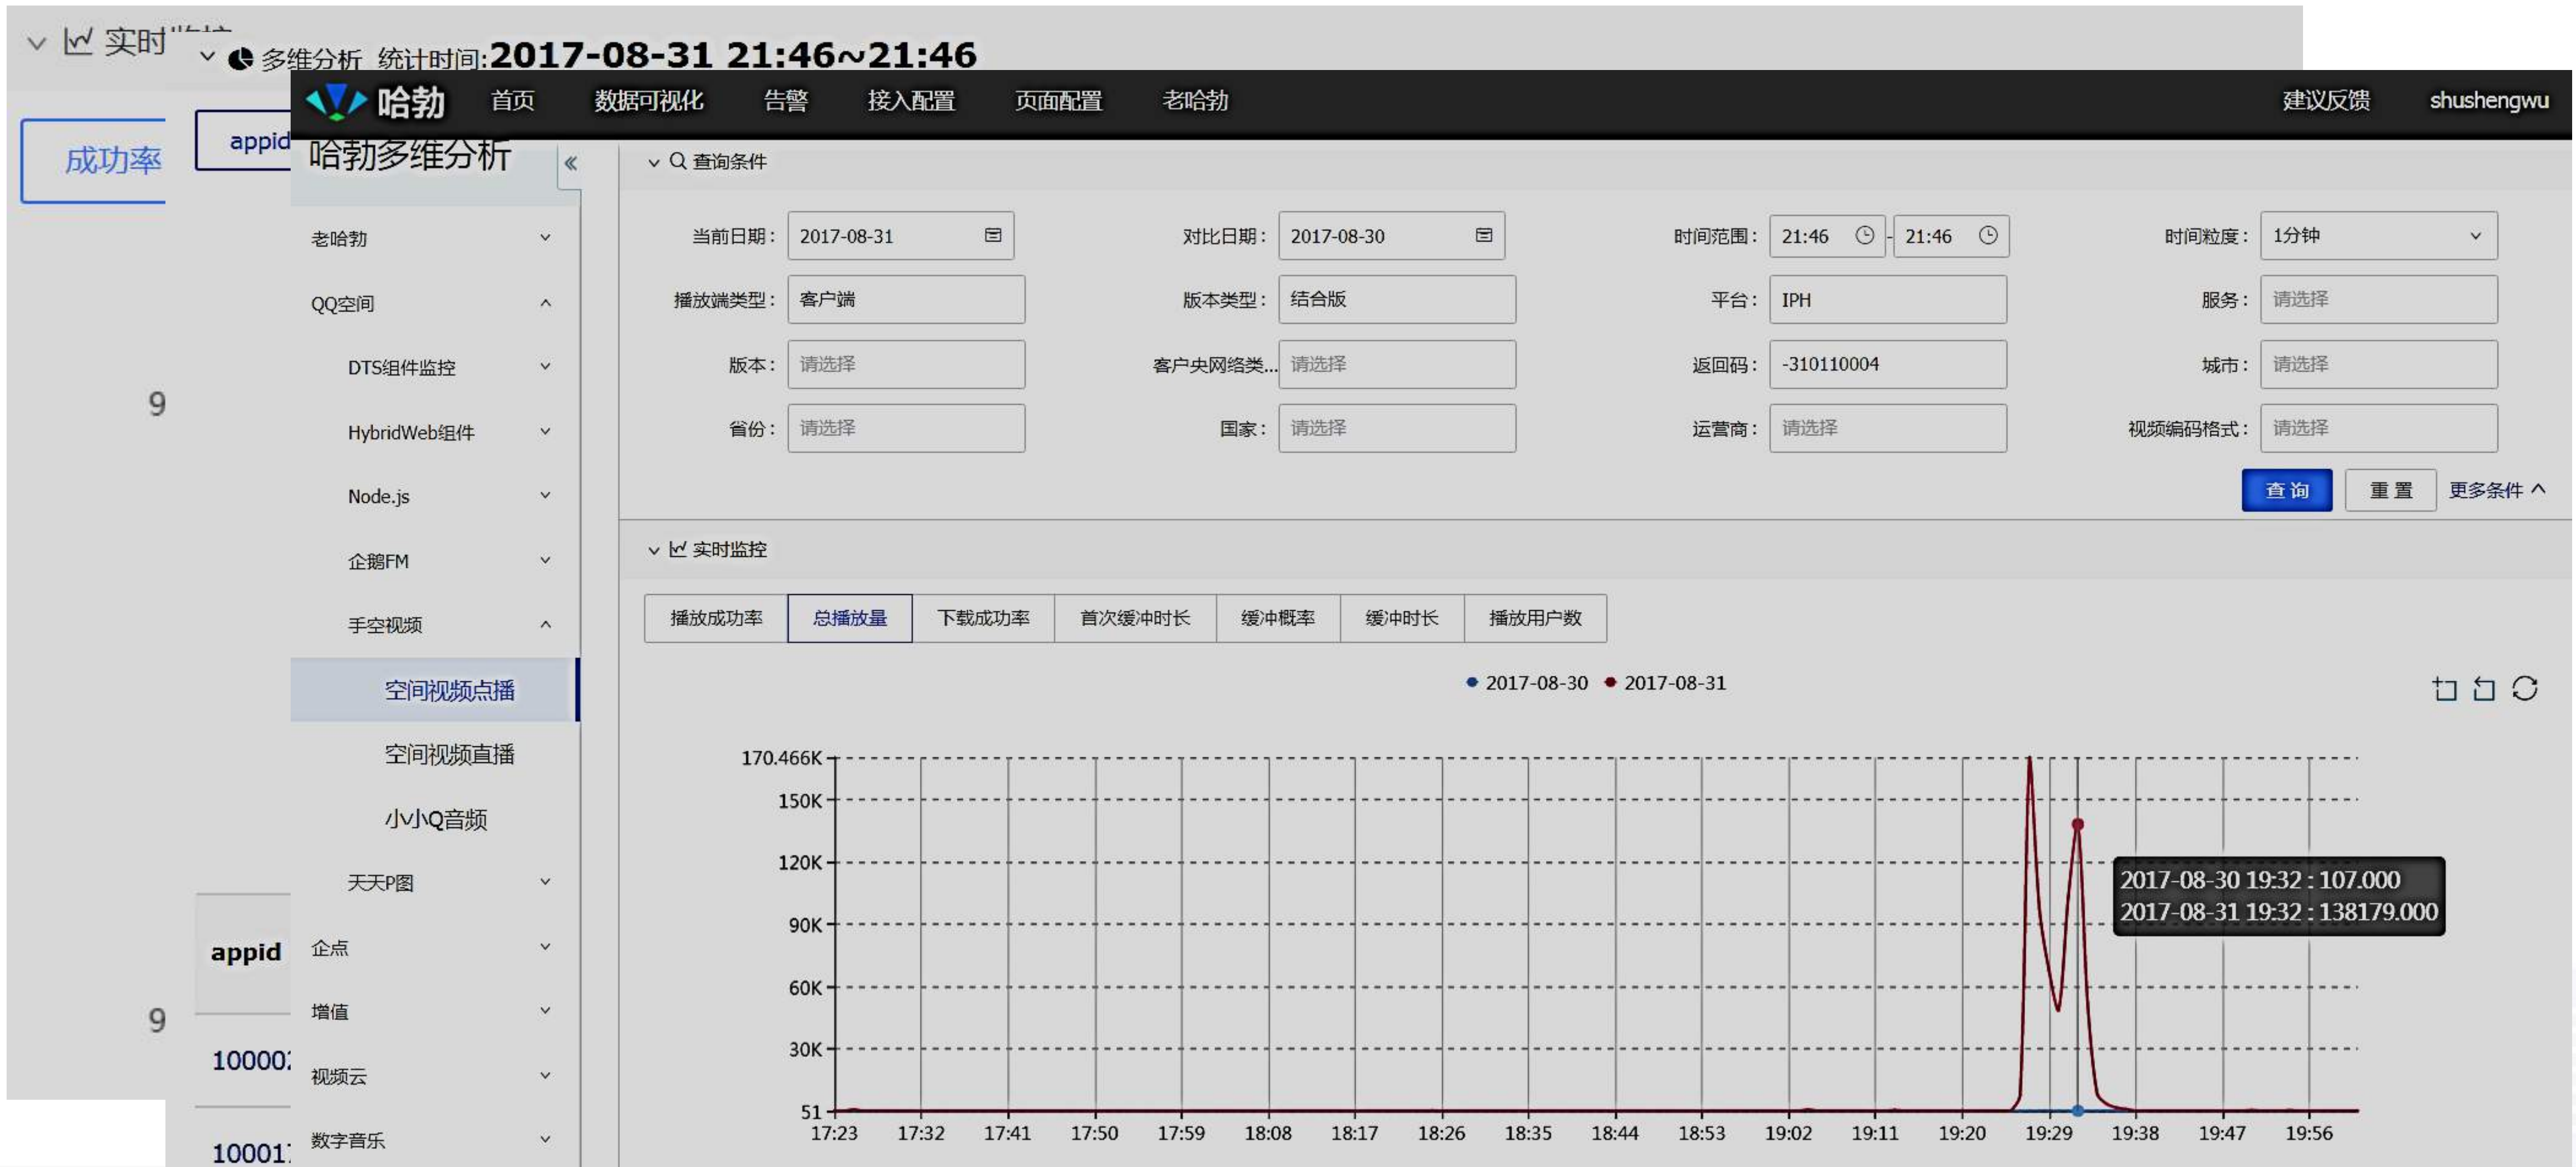 实时监控
多维分析 统计时间:2017-08-31 21:46~21:46
成功率
appid
9
9
appid
10000
10001
哈勃 首页 数据可视化 告警 接入配置 页面配置 老哈勃 建议反馈 shushengwu
哈勃多维分析
老哈勃
QQ空间
DTS组件监控
HybridWeb组件
Node.js
企鹅FM
手空视频
空间视频点播
空间视频直播
小小Q音频
天天P图
企点
增值
视频云
数字音乐
查询条件
当前日期: 2017-08-31 对比日期: 2017-08-30 时间范围: 21:46 - 21:46 时间粒度: 1分钟
播放端类型: 客户端 版本类型: 结合版 平台: IPH 服务: 请选择
版本: 请选择 客户央网络类... 请选择 返回码: -310110004 城市: 请选择
省份: 请选择 国家: 请选择 运营商: 请选择 视频编码格式: 请选择
查询 重置 更多条件
实时监控
播放成功率 总播放量 下载成功率 首次缓冲时长 缓冲概率 缓冲时长 播放用户数
2017-08-30 2017-08-31
170.466K
150K
120K
90K
60K
30K
51
2017-08-30 19:32 : 107.000
2017-08-31 19:32 : 138179.000
17:23 17:32 17:41 17:50 17:59 18:08 18:17 18:26 18:35 18:44 18:53 19:02 19:11 19:20 19:29 19:38 19:47 19:56